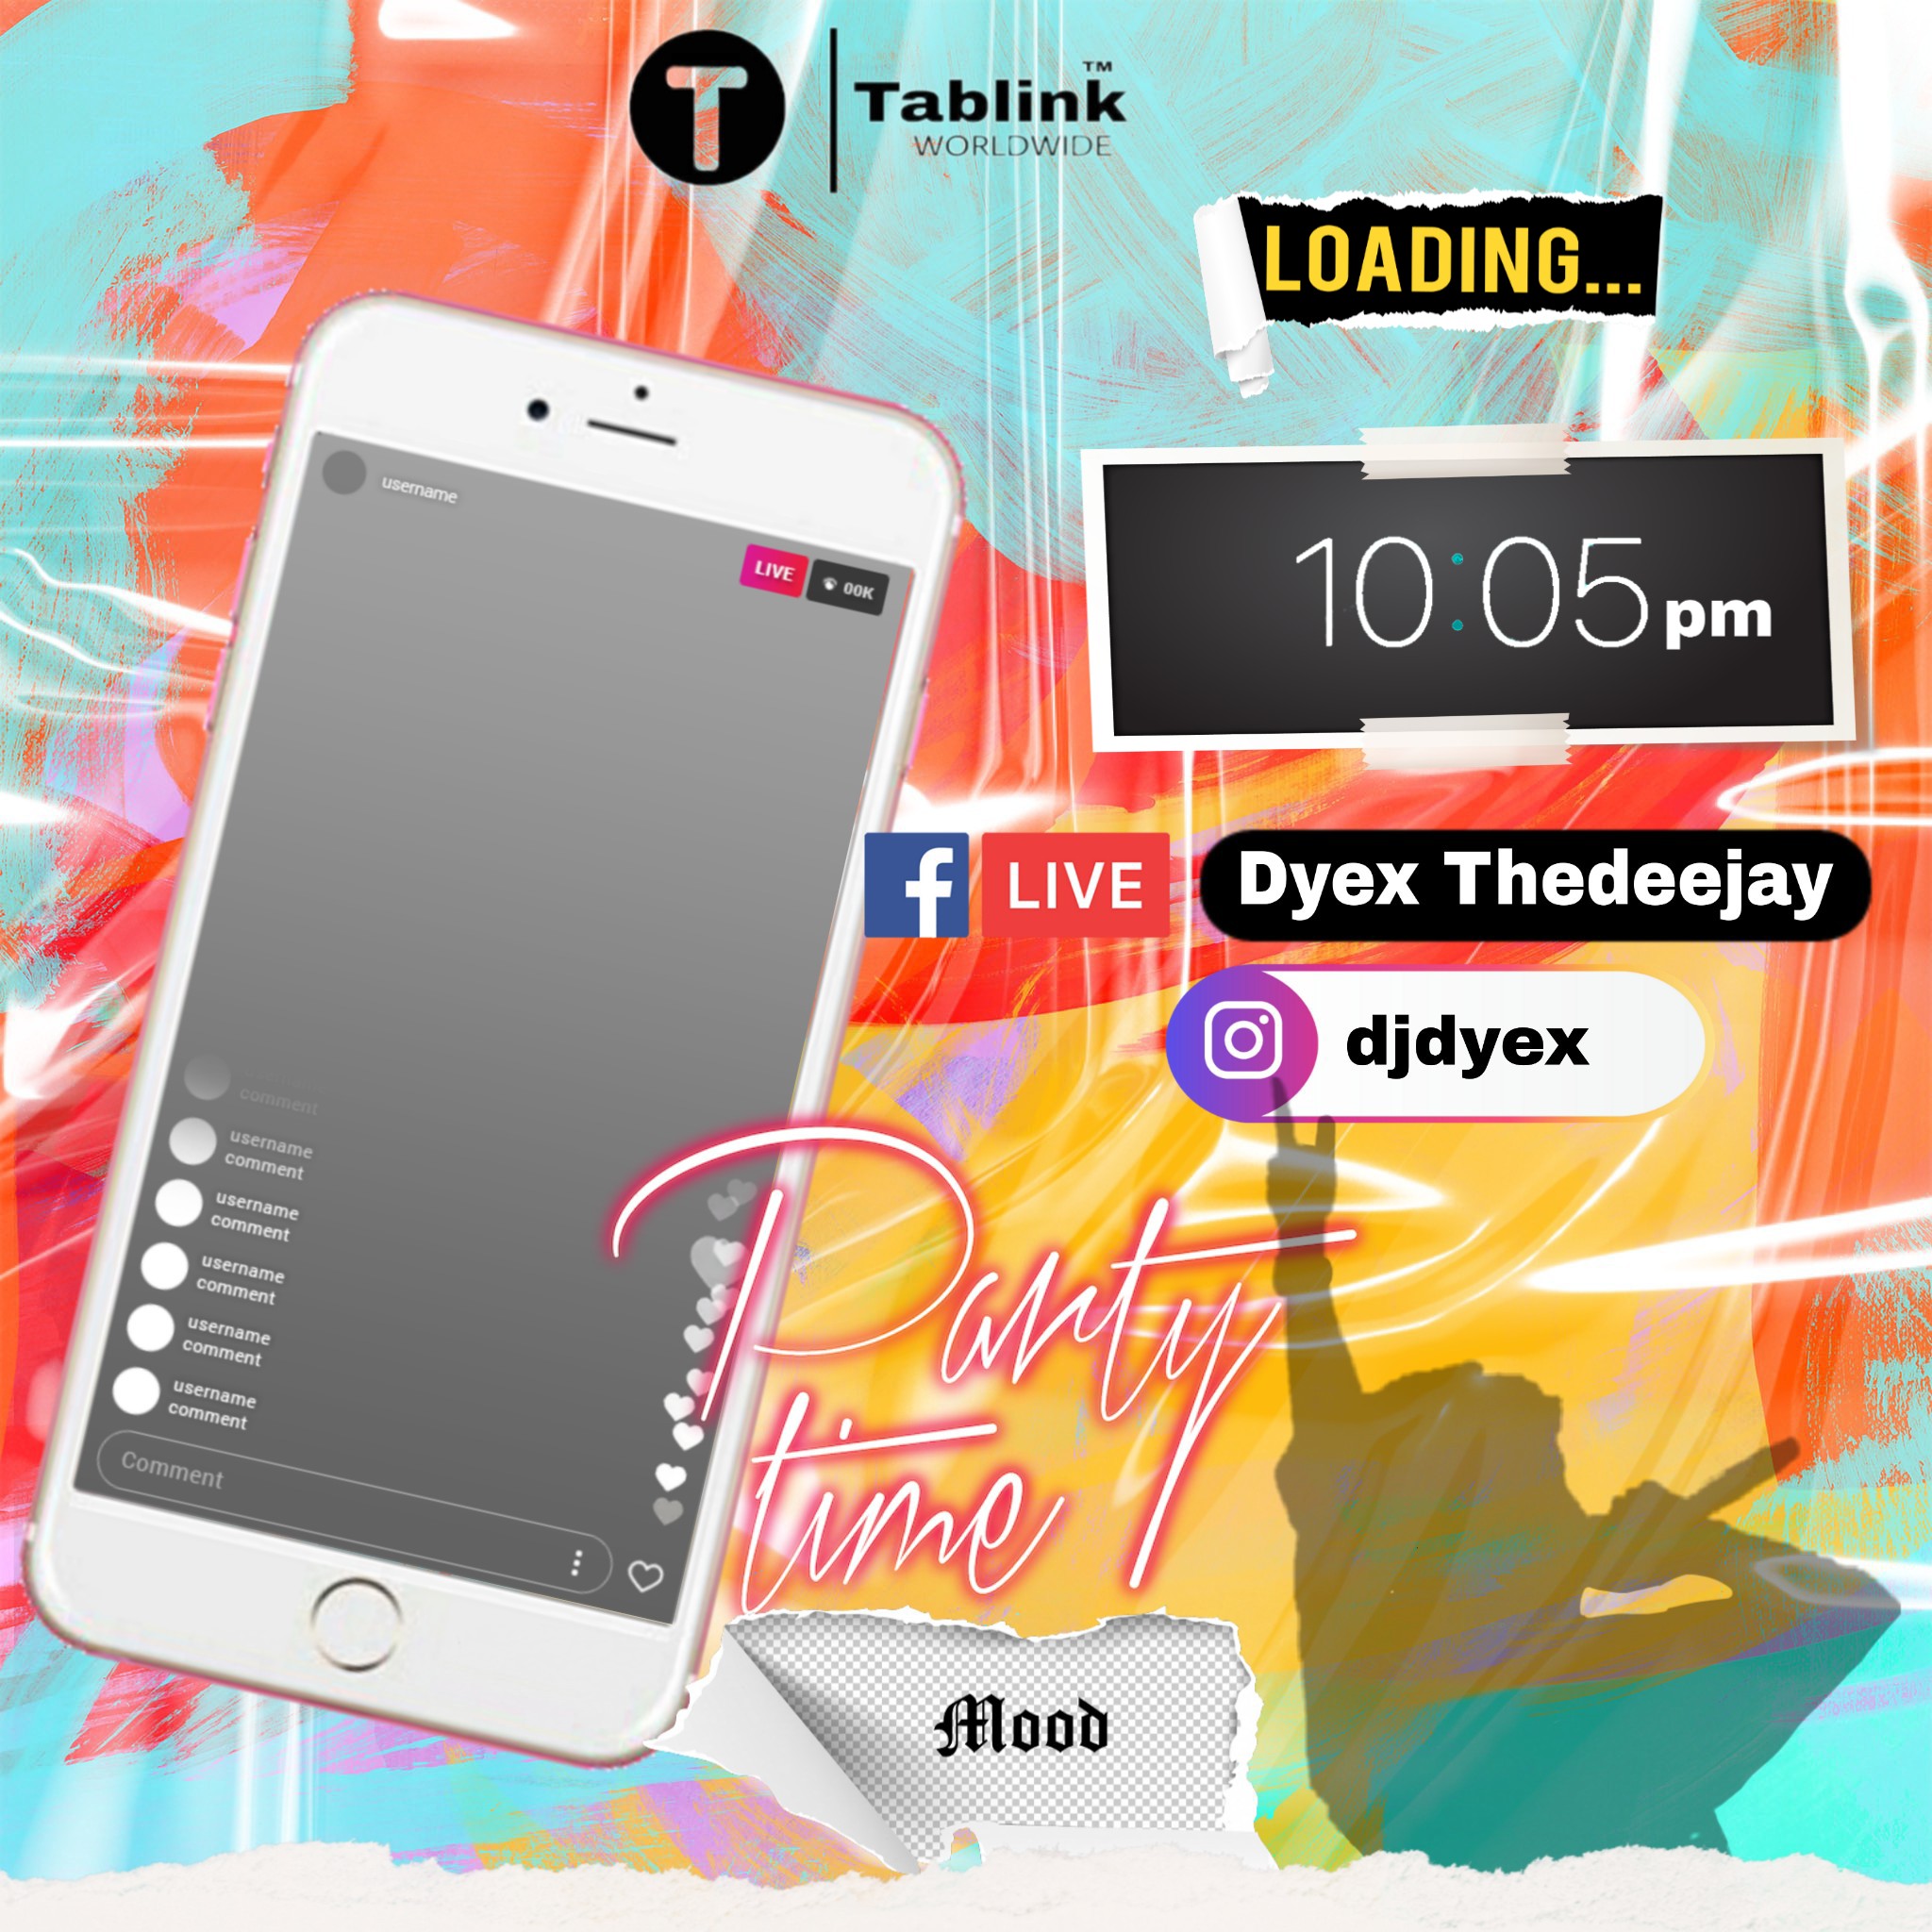 T
Tablink™
WORLDWIDE
LOADING...
10:05 pm
username
LIVE
00K
f LIVE Dyex Thedeejay
djdyex
comment
username
comment
username
comment
username
comment
username
comment
username
comment
Comment
Party
time
Mood